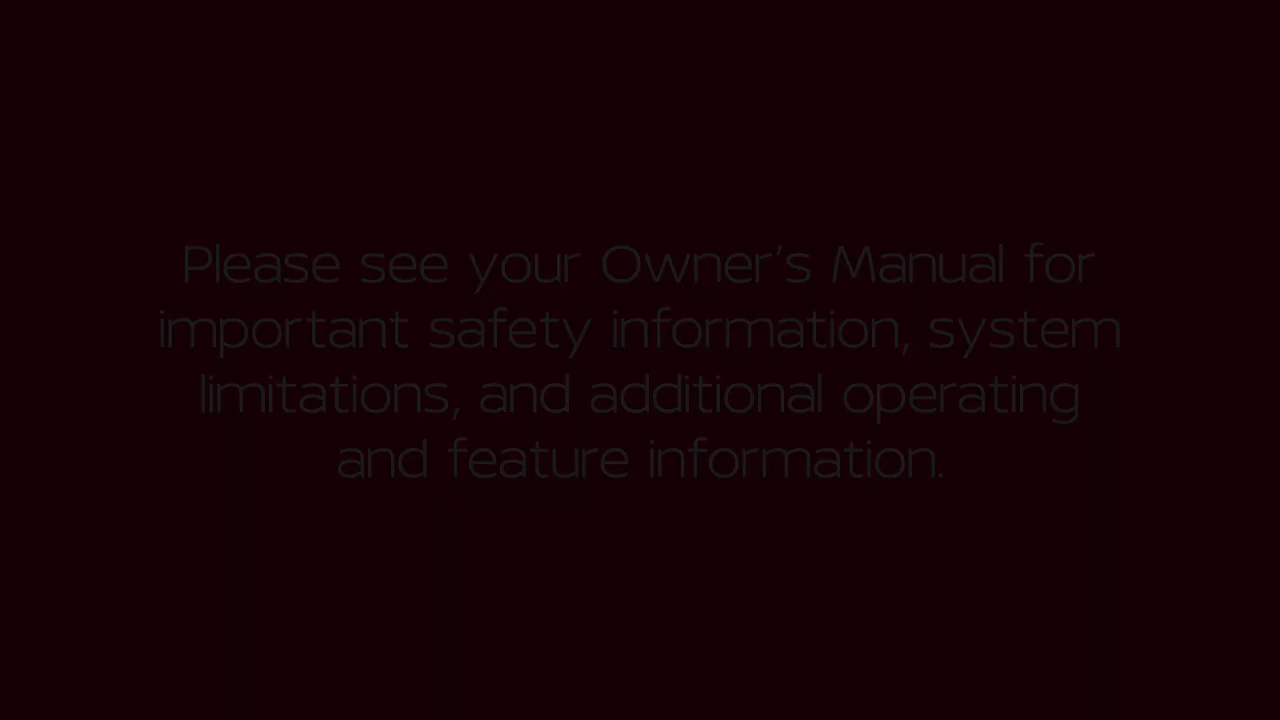 Please see your Owner’s Manual for
important safety information, system
limitations, and additional operating
and feature information.